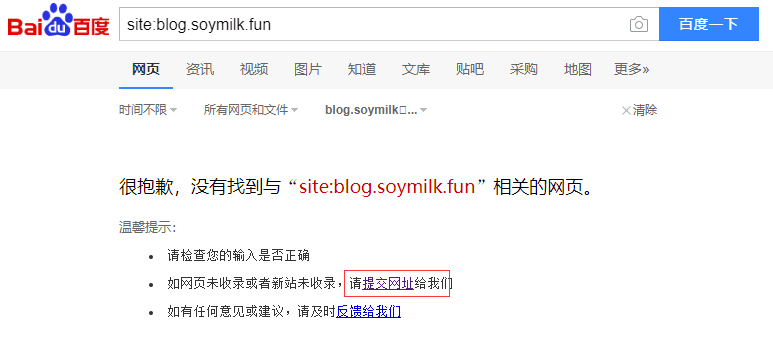 Bai du 百度 site:blog.soymilk.fun 百度一下
网页 资讯 视频 图片 知道 文库 贴吧 采购 地图 更多»
时间不限 所有网页和文件 blog.soymilk▯... 清除
很抱歉，没有找到与“site:blog.soymilk.fun”相关的网页。
温馨提示：
请检查您的输入是否正确
如网页未收录或者新站未收录，请提交网址给我们
如有任何意见或建议，请及时反馈给我们